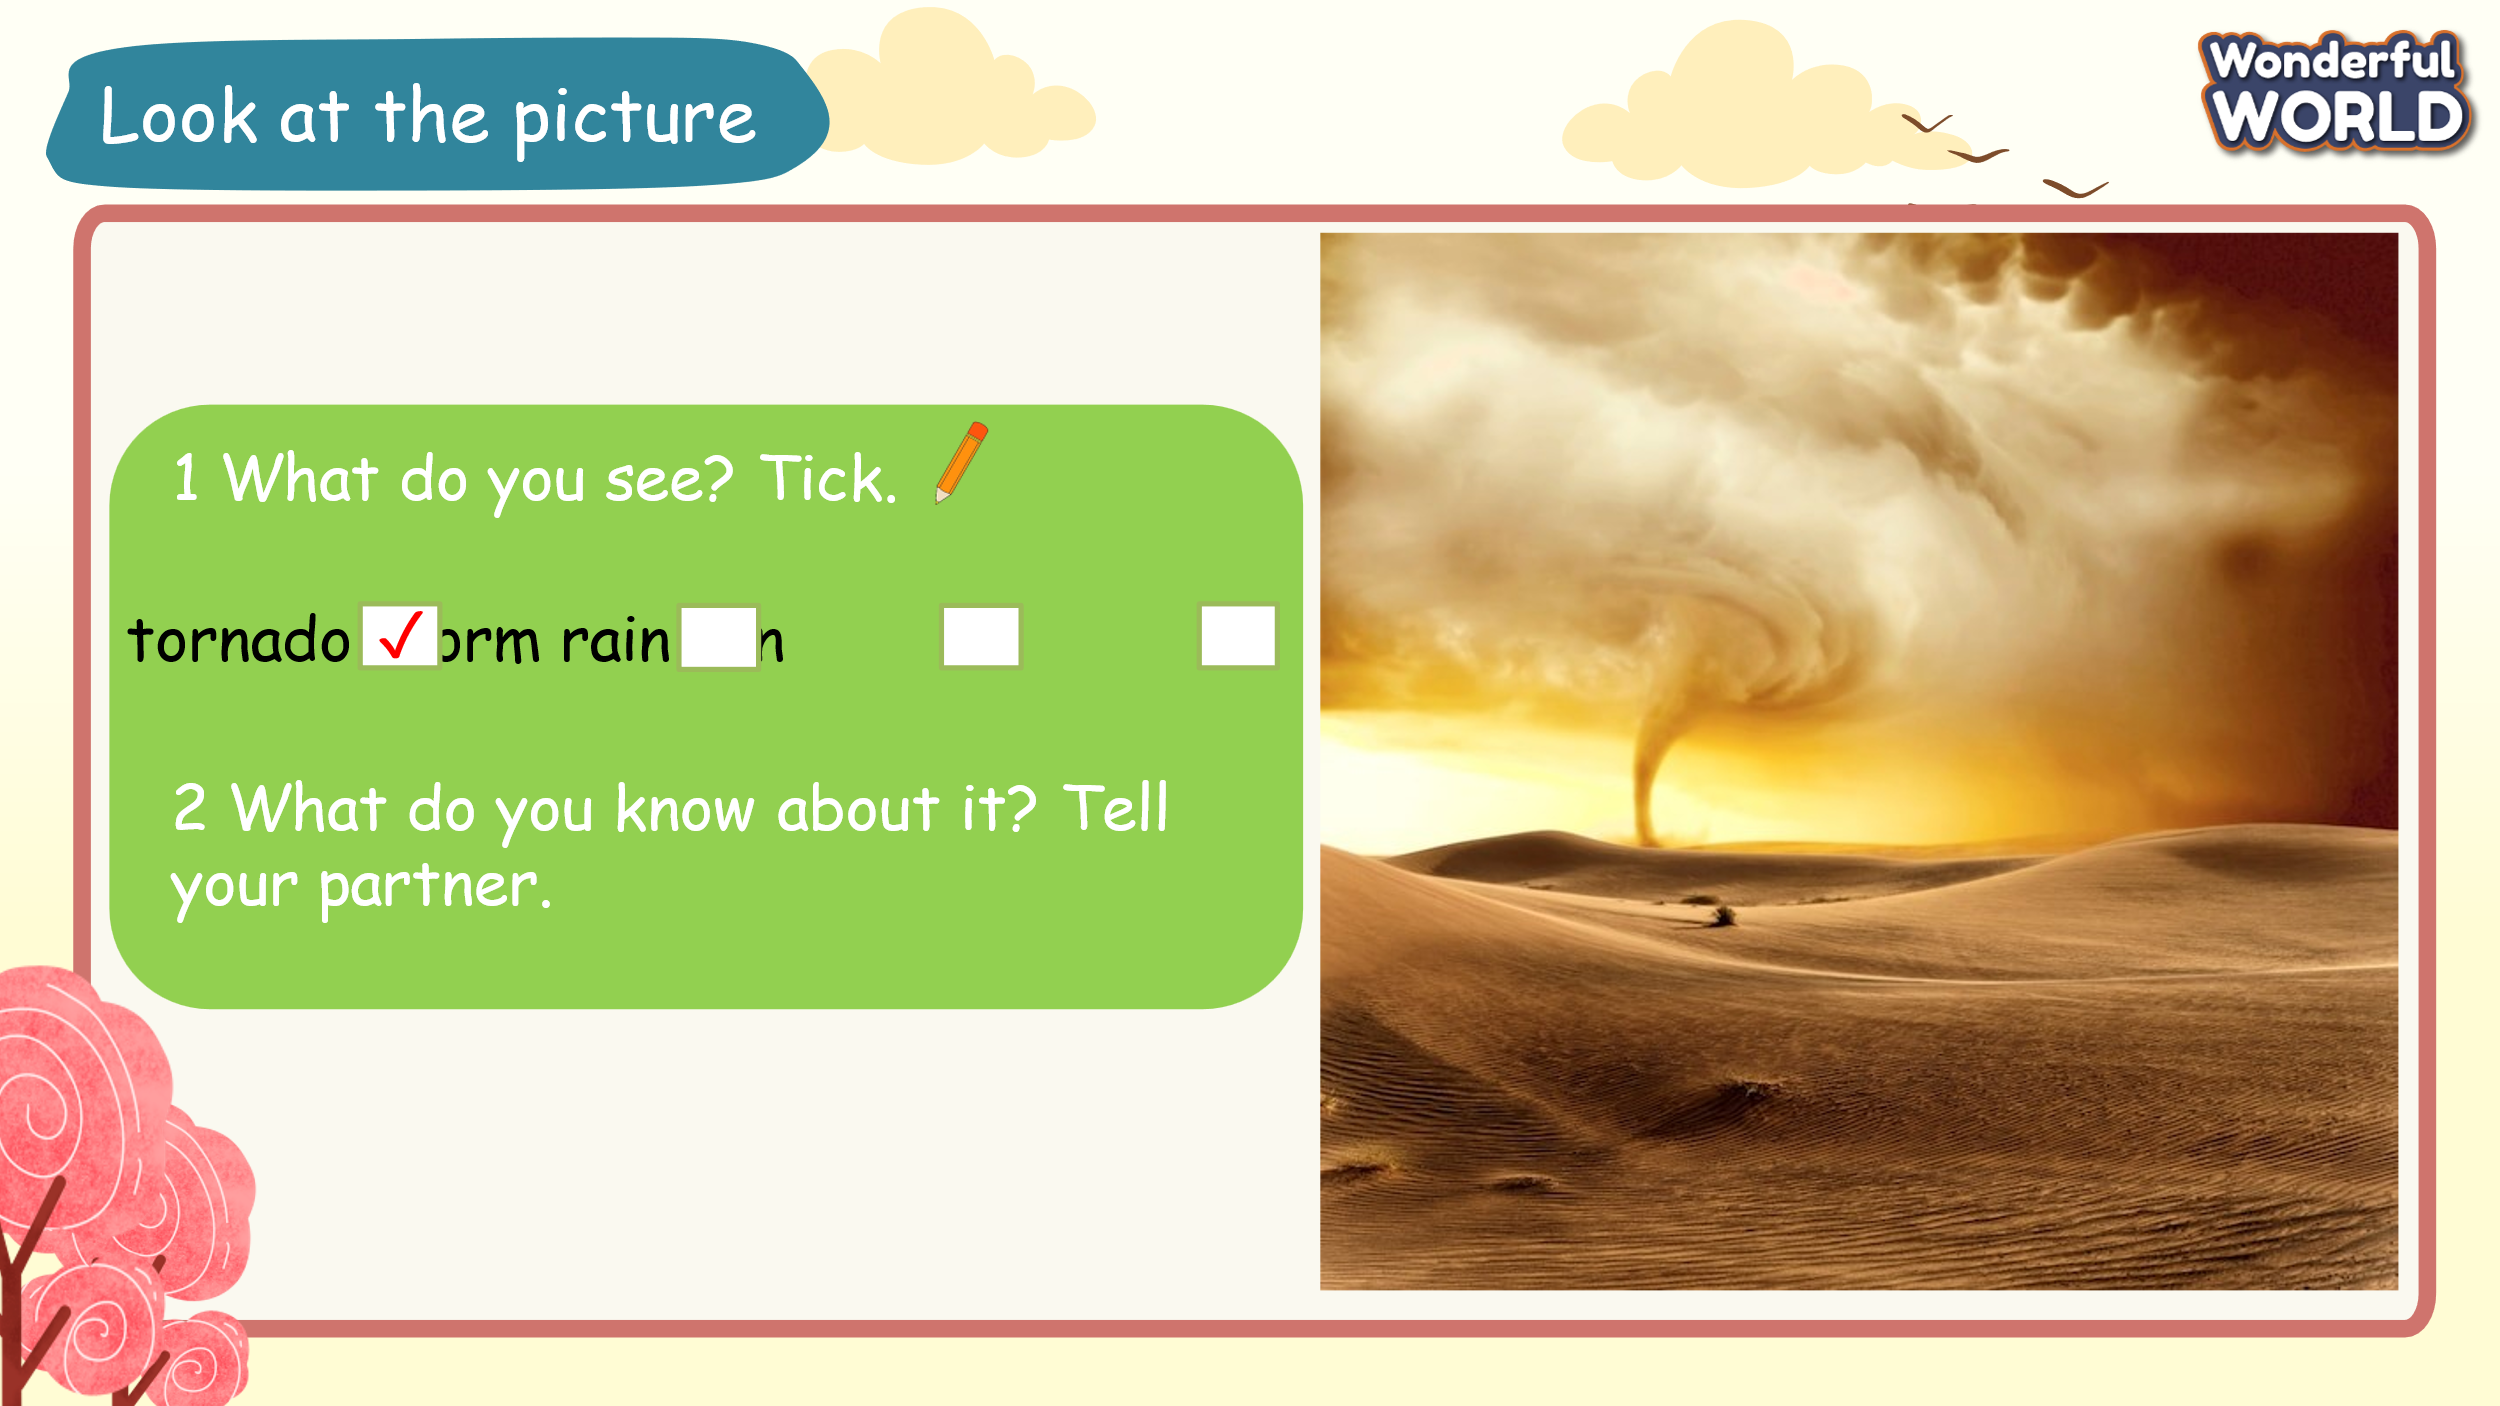 Look at the picture
Wonderful
WORLD
1 What do you see? Tick.
tornado ✓ orm rain n
2 What do you know about it? Tell
your partner.